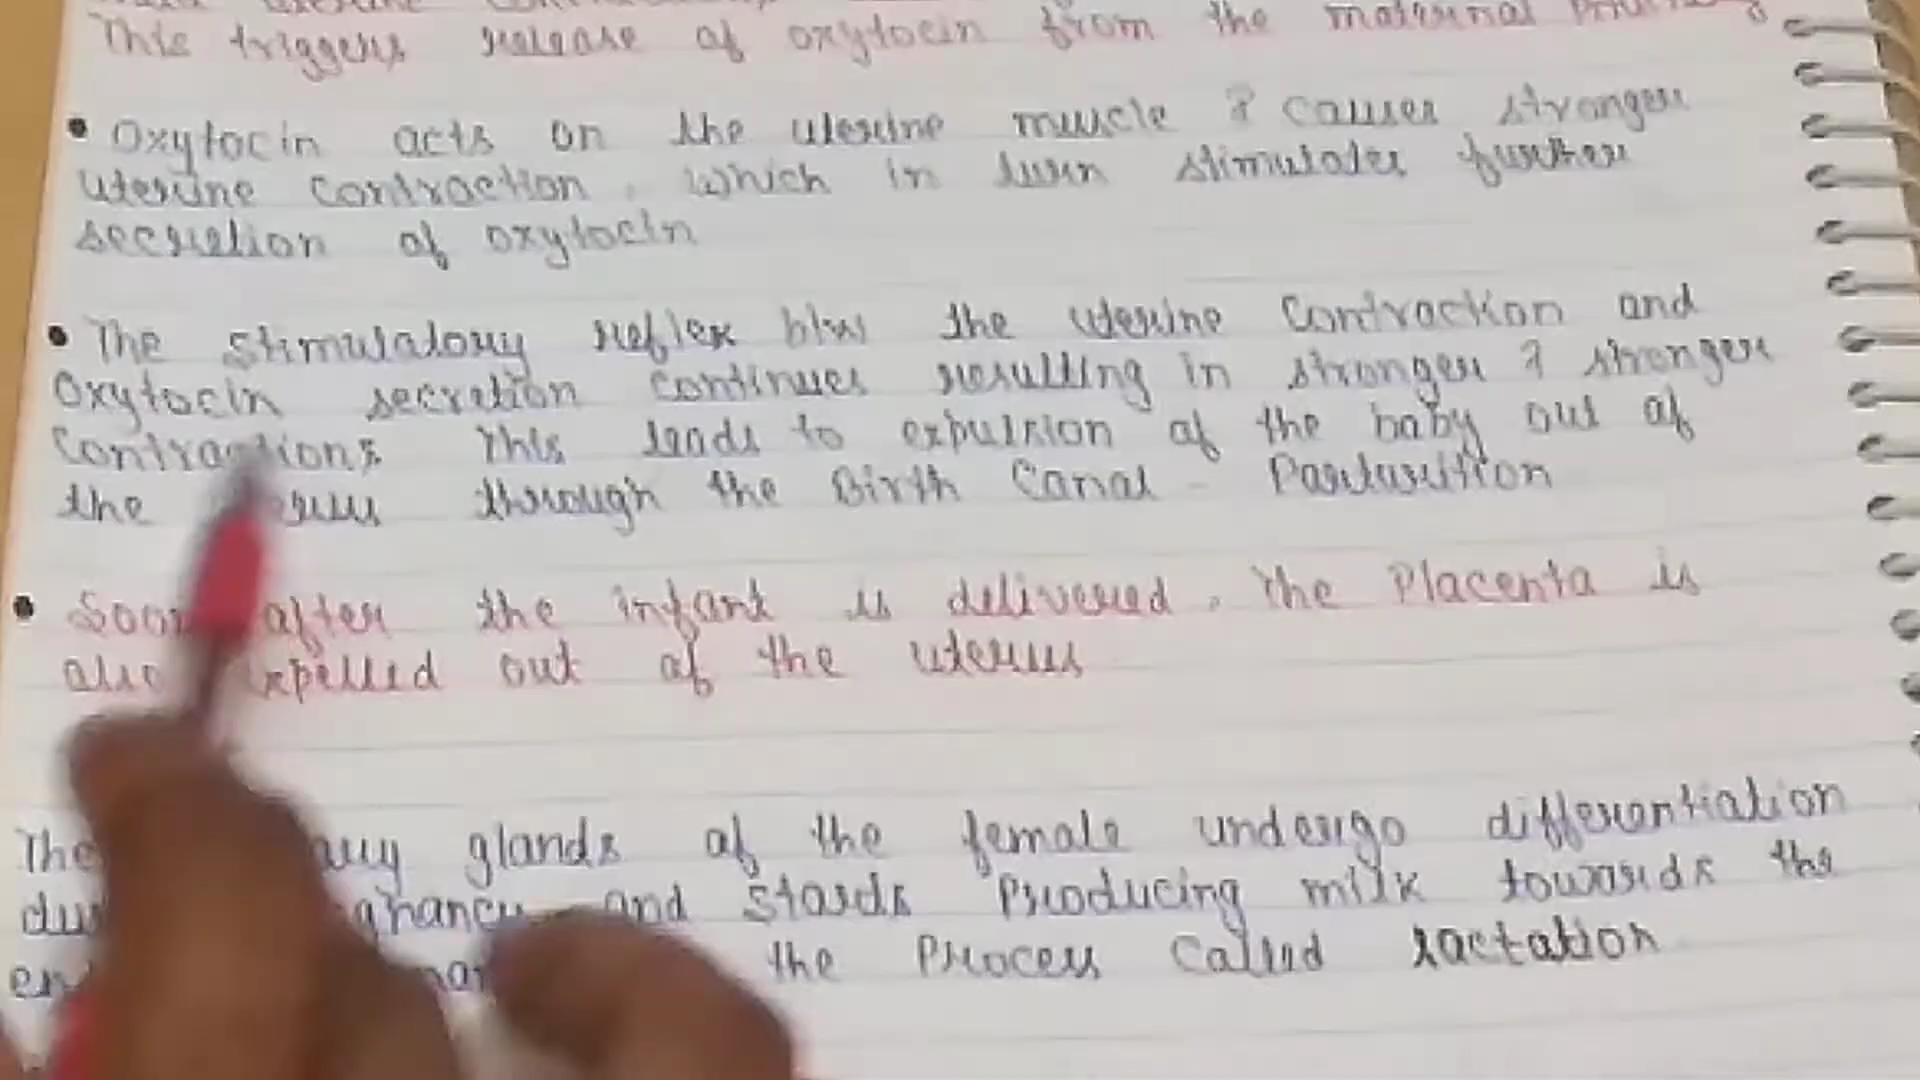 This triggers release of oxytocin from the maternal
• Oxytocin acts on the uterine muscle & causes stronger
uterine contraction, which in turn stimulates further
secretion of oxytocin
• The stimulatory reflex b/w the uterine contraction and
oxytocin secretion continues resulting in stronger & stronger
contractions This leads to expulsion of the baby out of
the through the Birth Canal - Parturition
• Soon after the infant is delivered, the Placenta is
also expelled out of the uterus
The glands of the female undergo differentiation
and starts Producing milk towards the
the Process Called lactation